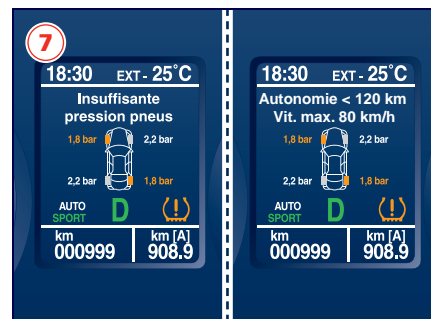 7
18:30 EXT - 25°C
Insuffisante
pression pneus
1,8 bar 2,2 bar
2,2 bar 1,8 bar
AUTO
SPORT D (!)
km km [A]
000999 908.9
18:30 EXT - 25°C
Autonomie < 120 km
Vit. max. 80 km/h
1,8 bar 2,2 bar
2,2 bar 1,8 bar
AUTO
SPORT D (!)
km km [A]
000999 908.9